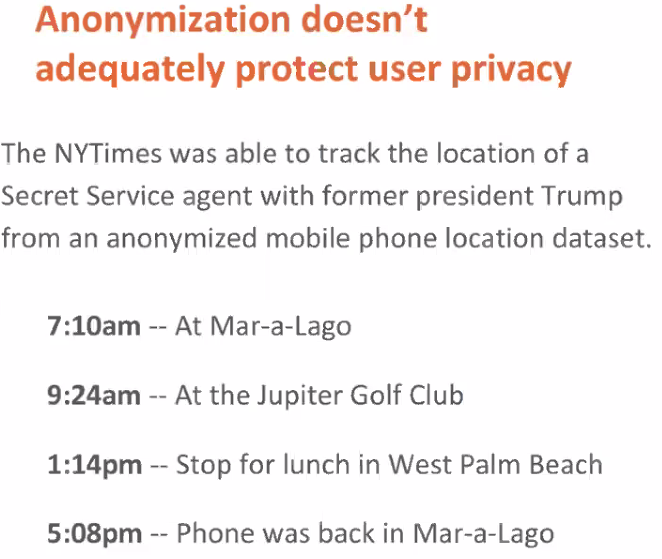 Anonymization doesn't
adequately protect user privacy
The NYTimes was able to track the location of a
Secret Service agent with former president Trump
from an anonymized mobile phone location dataset.
7:10am -- At Mar-a-Lago
9:24am -- At the Jupiter Golf Club
1:14pm -- Stop for lunch in West Palm Beach
5:08pm -- Phone was back in Mar-a-Lago